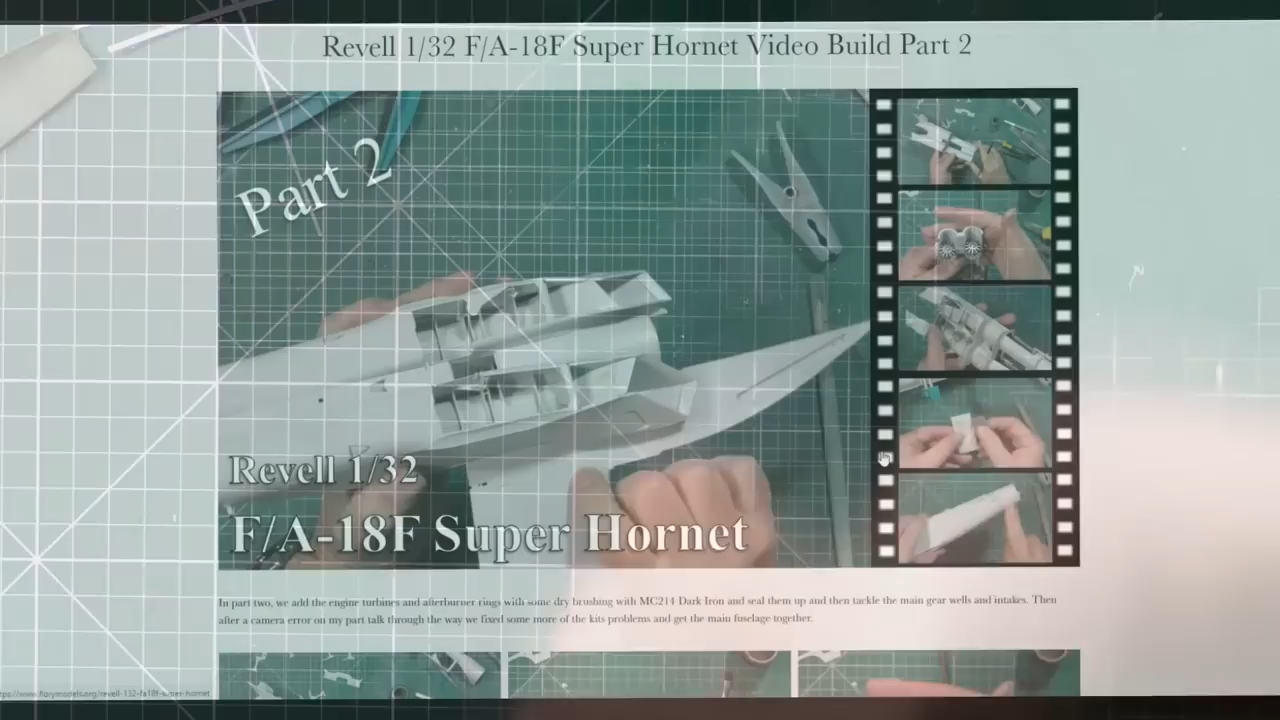 Revell 1/32 F/A-18F Super Hornet Video Build Part 2
Part 2
Revell 1/32
F/A-18F Super Hornet
In part two, we add the engine turbines and afterburner rings with some dry brushing with MC214 Dark Iron and seal them up and then tackle the main gear wells and intakes. Then
after a camera error on my part talk through the way we fixed some more of the kits problems and get the main fuselage together.